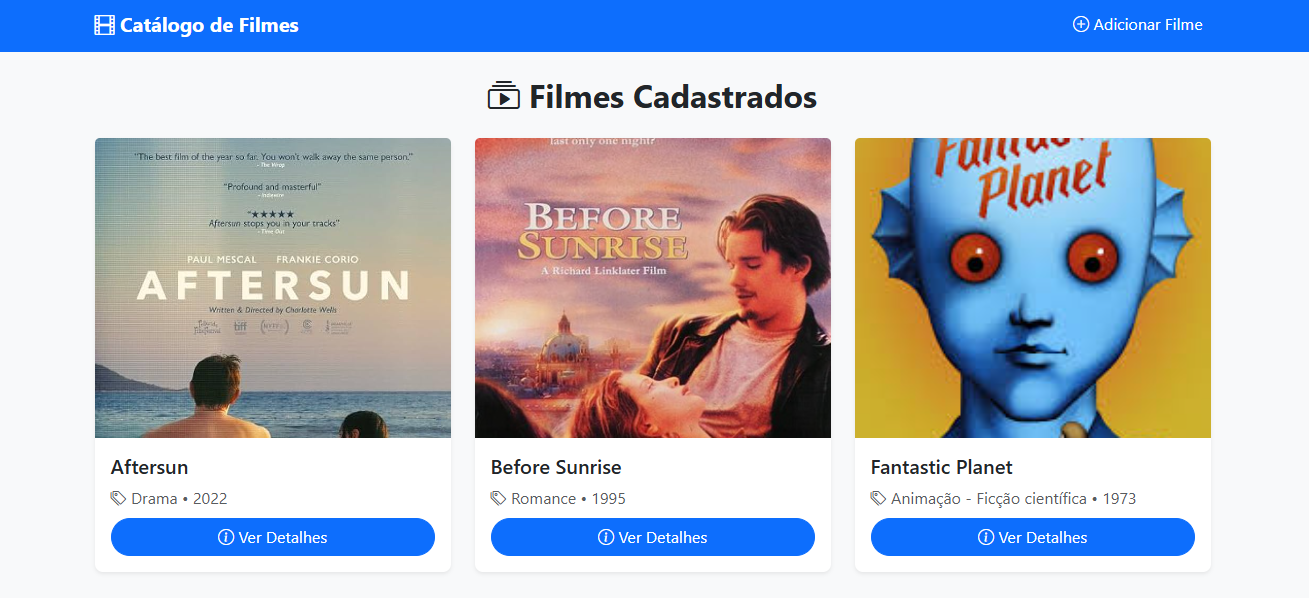 Catálogo de Filmes
Adicionar Filme
Filmes Cadastrados
"The best film of the year so far. You won't walk away the same person."
- The Wrap
"Profound and masterful"
- Indiewire
"★★★★★
Aftersun stops you in your tracks"
- Time Out
PAUL MESCAL FRANKIE CORIO
AFTERSUN
Written & Directed by Charlotte Wells
tiff
last only one night?
BEFORE
SUNRISE
A Richard Linklater Film
Fantastic
Planet
Aftersun
Drama • 2022
Ver Detalhes
Before Sunrise
Romance • 1995
Ver Detalhes
Fantastic Planet
Animação - Ficção científica • 1973
Ver Detalhes